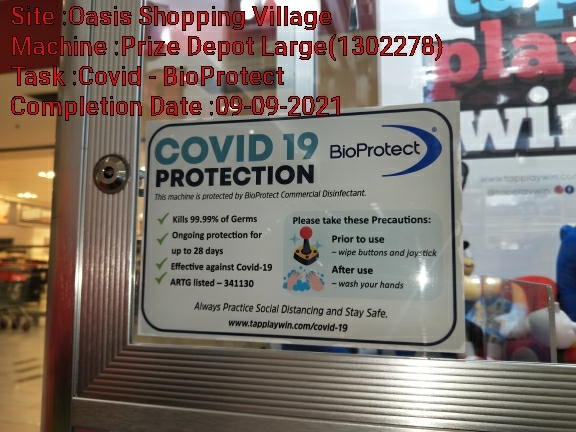 Site :Oasis Shopping Village
Machine :Prize Depot Large(1302278)
Task :Covid - BioProtect
Completion Date :09-09-2021
tap
play
win
www.tapplaywin.com
COVID 19
PROTECTION
BioProtect
This machine is protected by BioProtect Commercial Disinfectant.
Kills 99.99% of Germs
Ongoing protection for
up to 28 days
Effective against Covid-19
ARTG listed – 341130
Please take these Precautions:
Prior to use
– wipe buttons and joystick
After use
– wash your hands
Always Practice Social Distancing and Stay Safe.
www.tapplaywin.com/covid-19